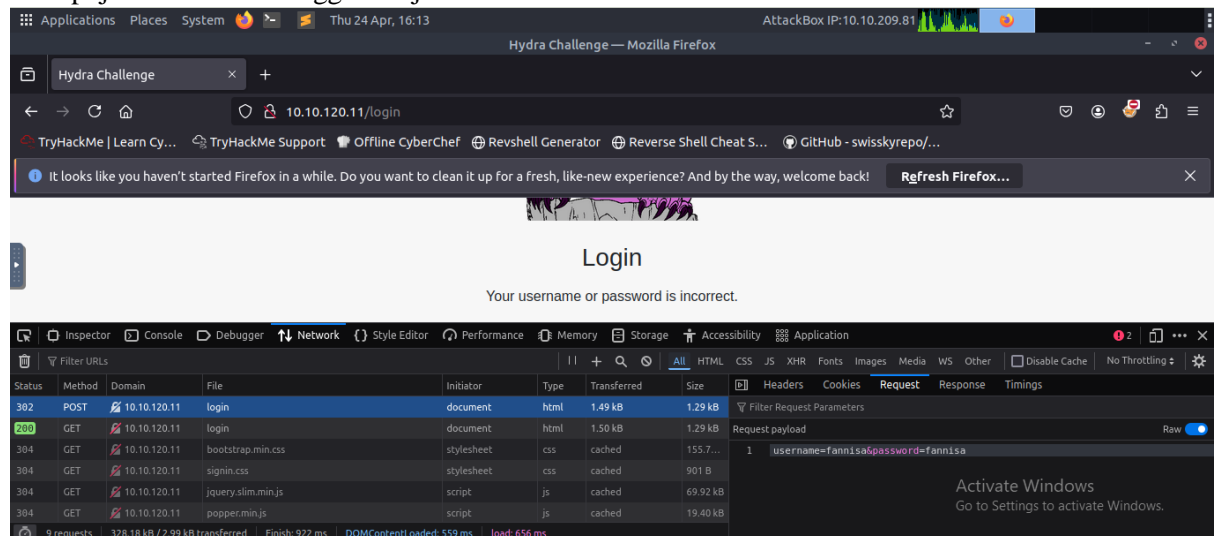 Applications Places System Thu 24 Apr, 16:13 AttackBox IP:10.10.209.81
Hydra Challenge — Mozilla Firefox
Hydra Challenge
10.10.120.11/login
TryHackMe | Learn Cy... TryHackMe Support Offline CyberChef Revshell Generator Reverse Shell Cheat S... GitHub - swisskyrepo/...
It looks like you haven't started Firefox in a while. Do you want to clean it up for a fresh, like-new experience? And by the way, welcome back! Refresh Firefox...
Login
Your username or password is incorrect.
Inspector Console Debugger Network Style Editor Performance Memory Storage Accessibility Application 2
Filter URLs All HTML CSS JS XHR Fonts Images Media WS Other Disable Cache No Throttling
Status Method Domain File Initiator Type Transferred Size Headers Cookies Request Response Timings
302 POST 10.10.120.11 login document html 1.49 kB 1.29 kB Filter Request Parameters
200 GET 10.10.120.11 login document html 1.50 kB 1.29 kB Request payload Raw
304 GET 10.10.120.11 bootstrap.min.css stylesheet css cached 155.7... 1 username=fannisa&password=fannisa
304 GET 10.10.120.11 signin.css stylesheet css cached 901 B
304 GET 10.10.120.11 jquery.slim.min.js script js cached 69.92 kB Activate Windows
304 GET 10.10.120.11 popper.min.js script js cached 19.40 kB Go to Settings to activate Windows.
9 requests 328.18 kB / 2.99 kB transferred Finish: 922 ms DOMContentLoaded: 559 ms load: 656 ms